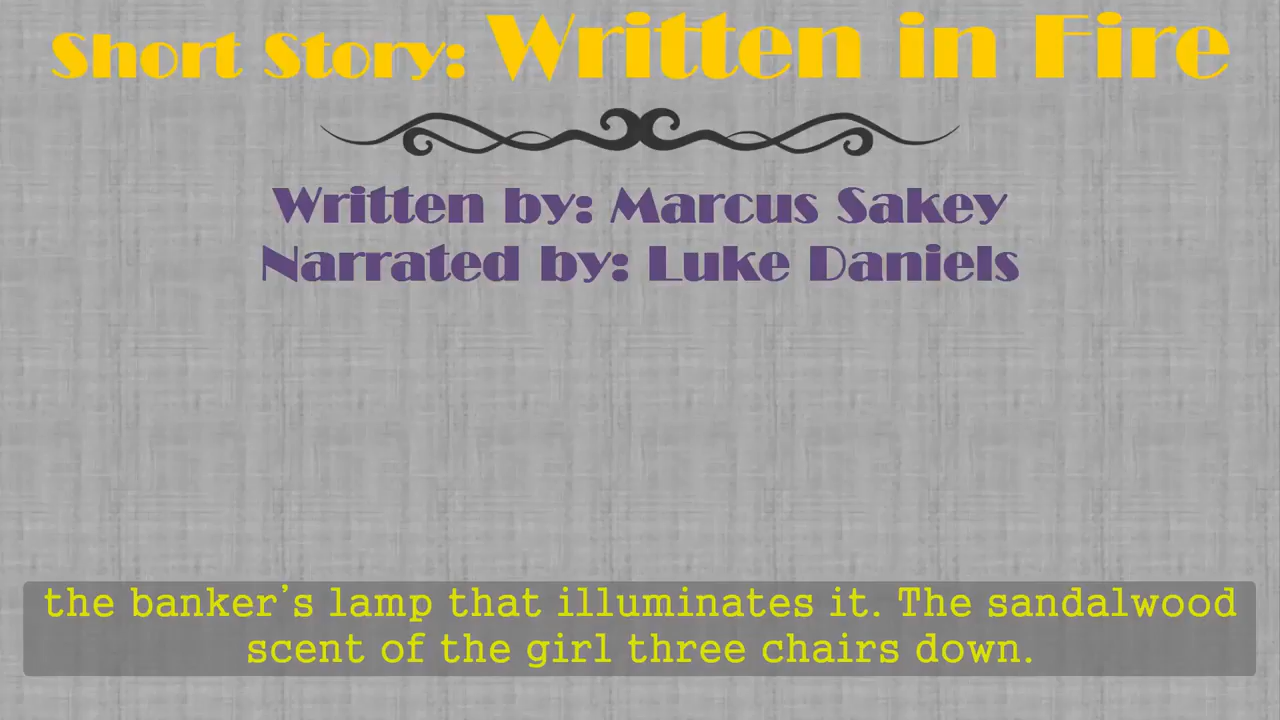 Short Story: Written in Fire
Written by: Marcus Sakey
Narrated by: Luke Daniels
the banker's lamp that illuminates it. The sandalwood
scent of the girl three chairs down.